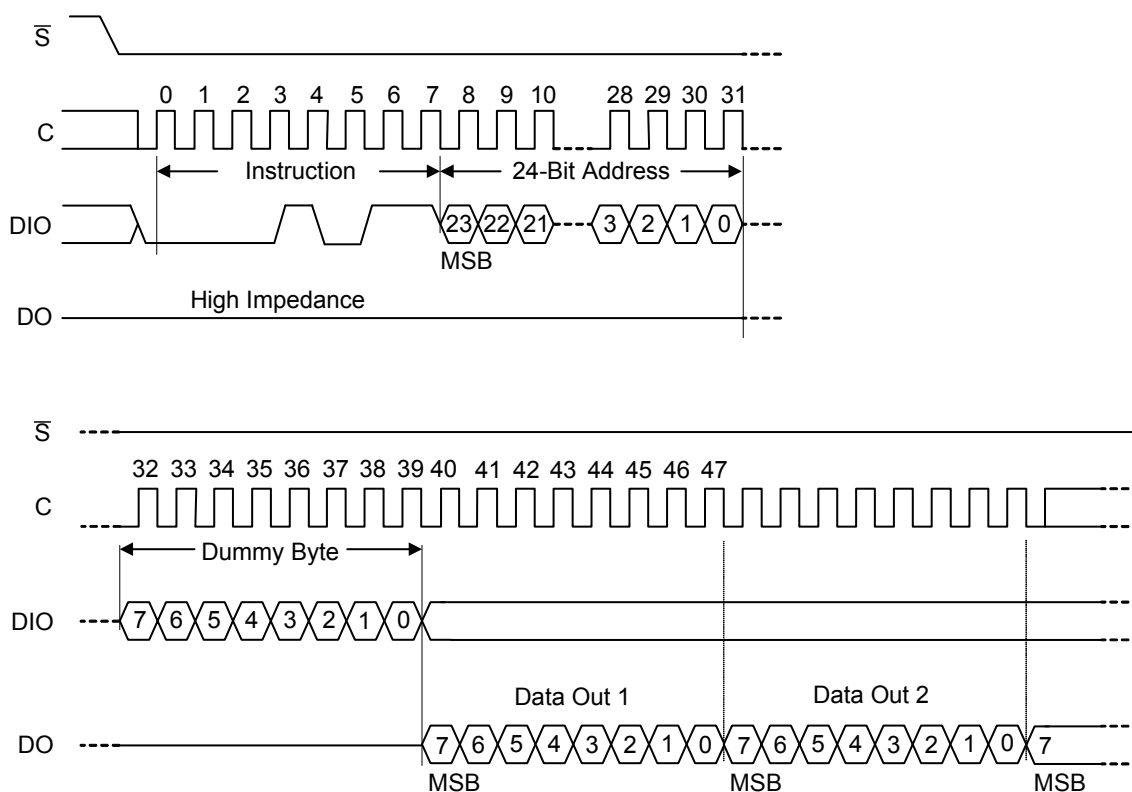 S
0 1 2 3 4 5 6 7 8 9 10 28 29 30 31
C
Instruction 24-Bit Address
DIO 23 22 21 3 2 1 0
MSB
High Impedance
DO
S
32 33 34 35 36 37 38 39 40 41 42 43 44 45 46 47
C
Dummy Byte
DIO 7 6 5 4 3 2 1 0
Data Out 1 Data Out 2
DO 7 6 5 4 3 2 1 0 7 6 5 4 3 2 1 0 7
MSB MSB MSB